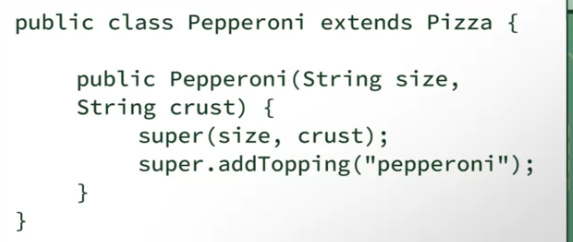 public class Pepperoni extends Pizza {
public Pepperoni(String size,
String crust) {
super(size, crust);
super.addTopping("pepperoni");
}
}